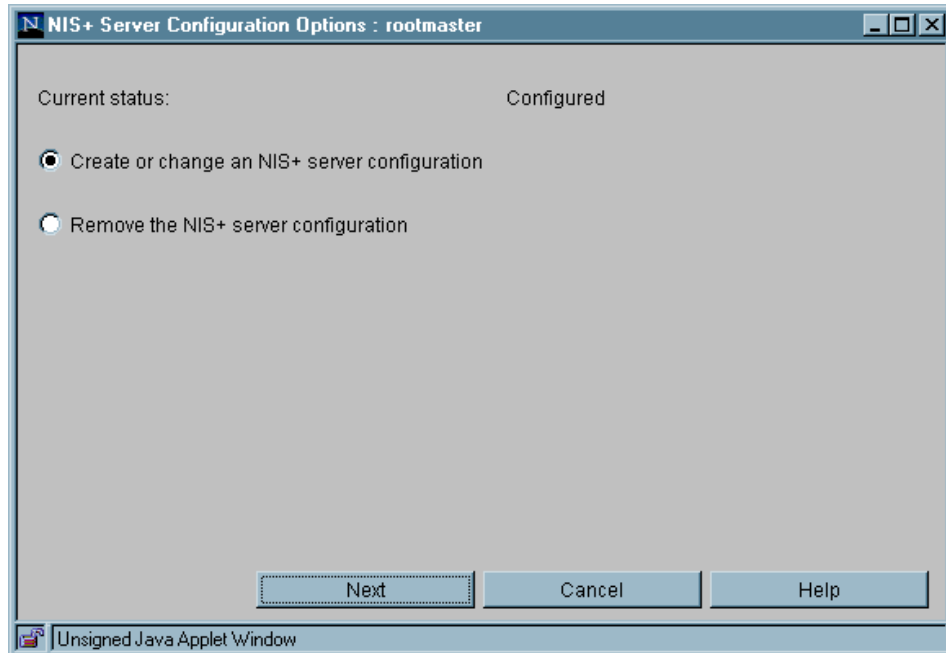 NIS+ Server Configuration Options : rootmaster
Current status: Configured
Create or change an NIS+ server configuration
Remove the NIS+ server configuration
Next Cancel Help
Unsigned Java Applet Window